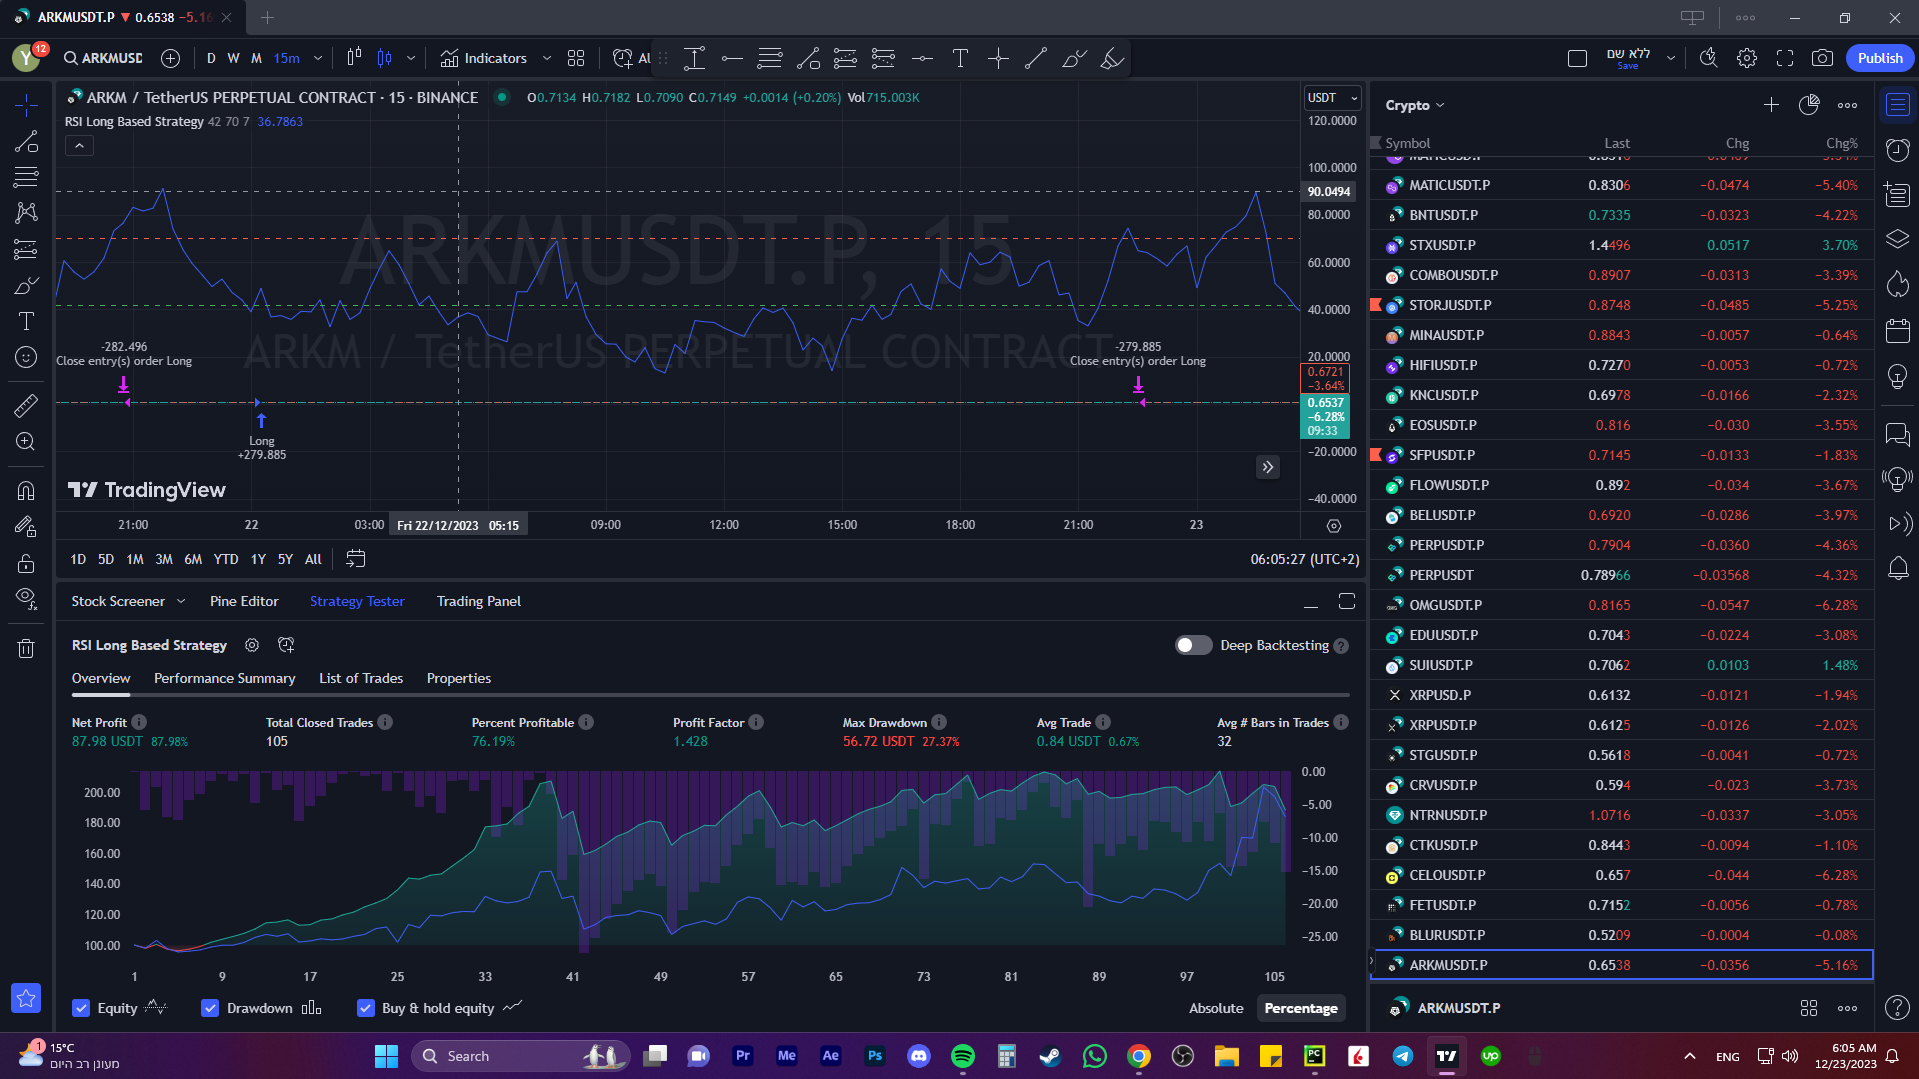 ARKMUSDT.P ▼ 0.6538 −5.16
Y 12 ARKMUSD D W M 15m Indicators Al ללא שם Save Publish
ARKM / TetherUS PERPETUAL CONTRACT · 15 · BINANCE O0.7134 H0.7182 L0.7090 C0.7149 +0.0014 (+0.20%) Vol715.003K
RSI Long Based Strategy 42 70 7 36.7863
USDT
120.0000
100.0000
90.0494
80.0000
60.0000
40.0000
20.0000
0.6721
−3.64%
0.6537
−6.28%
09:33
−20.0000
−40.0000
ARKMUSDT.P, 15
ARKM / TetherUS PERPETUAL CONTRACT
-282.496
Close entry(s) order Long
Long
+279.885
-279.885
Close entry(s) order Long
TradingView
21:00 22 03:00 Fri 22/12/2023 05:15 09:00 12:00 15:00 18:00 21:00 23
1D 5D 1M 3M 6M YTD 1Y 5Y All 06:05:27 (UTC+2)
Stock Screener Pine Editor Strategy Tester Trading Panel
RSI Long Based Strategy Deep Backtesting
Overview Performance Summary List of Trades Properties
Net Profit Total Closed Trades Percent Profitable Profit Factor Max Drawdown Avg Trade Avg # Bars in Trades
87.98 USDT 87.98% 105 76.19% 1.428 56.72 USDT 27.37% 0.84 USDT 0.67% 32
200.00
180.00
160.00
140.00
120.00
100.00
0.00
−5.00
−10.00
−15.00
−20.00
−25.00
1 9 17 25 33 41 49 57 65 73 81 89 97 105
Equity Drawdown Buy & hold equity Absolute Percentage
Crypto
Symbol Last Chg Chg%
MATICUSDT.P 0.8306 −0.0474 −5.40%
BNTUSDT.P 0.7335 −0.0323 −4.22%
STXUSDT.P 1.4496 0.0517 3.70%
COMBOUSDT.P 0.8907 −0.0313 −3.39%
STORJUSDT.P 0.8748 −0.0485 −5.25%
MINAUSDT.P 0.8843 −0.0057 −0.64%
HIFIUSDT.P 0.7270 −0.0053 −0.72%
KNCUSDT.P 0.6978 −0.0166 −2.32%
EOSUSDT.P 0.816 −0.030 −3.55%
SFPUSDT.P 0.7145 −0.0133 −1.83%
FLOWUSDT.P 0.892 −0.034 −3.67%
BELUSDT.P 0.6920 −0.0286 −3.97%
PERPUSDT.P 0.7904 −0.0360 −4.36%
PERPUSDT 0.78966 −0.03568 −4.32%
OMGUSDT.P 0.8165 −0.0547 −6.28%
EDUUSDT.P 0.7043 −0.0224 −3.08%
SUIUSDT.P 0.7062 0.0103 1.48%
XRPUSD.P 0.6132 −0.0121 −1.94%
XRPUSDT.P 0.6125 −0.0126 −2.02%
STGUSDT.P 0.5618 −0.0041 −0.72%
CRVUSDT.P 0.594 −0.023 −3.73%
NTRNUSDT.P 1.0716 −0.0337 −3.05%
CTKUSDT.P 0.8443 −0.0094 −1.10%
CELOUSDT.P 0.657 −0.044 −6.28%
FETUSDT.P 0.7152 −0.0056 −0.78%
BLURUSDT.P 0.5209 −0.0004 −0.08%
ARKMUSDT.P 0.6538 −0.0356 −5.16%
ARKMUSDT.P
1 15°C
מעונן רב היום
Search Pr Me Ae Ps PC up ENG
6:05 AM
12/23/2023